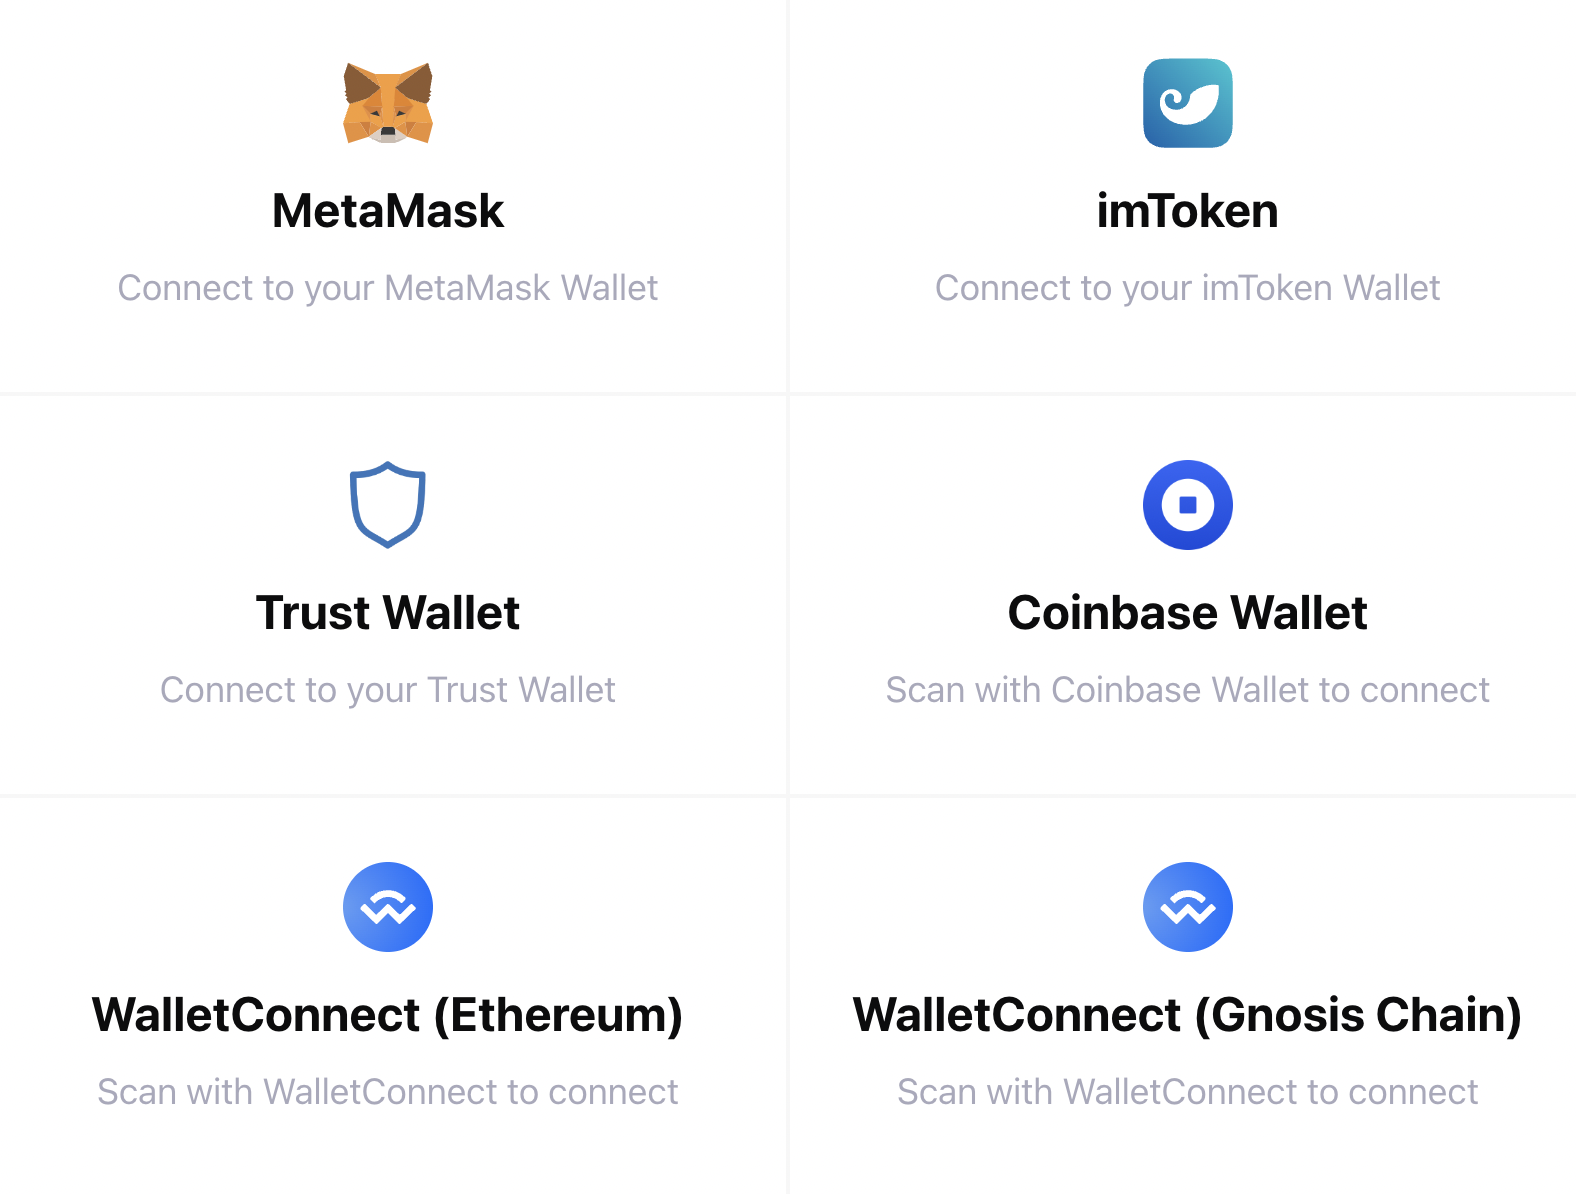 MetaMask
Connect to your MetaMask Wallet
imToken
Connect to your imToken Wallet
Trust Wallet
Connect to your Trust Wallet
Coinbase Wallet
Scan with Coinbase Wallet to connect
WalletConnect (Ethereum)
Scan with WalletConnect to connect
WalletConnect (Gnosis Chain)
Scan with WalletConnect to connect